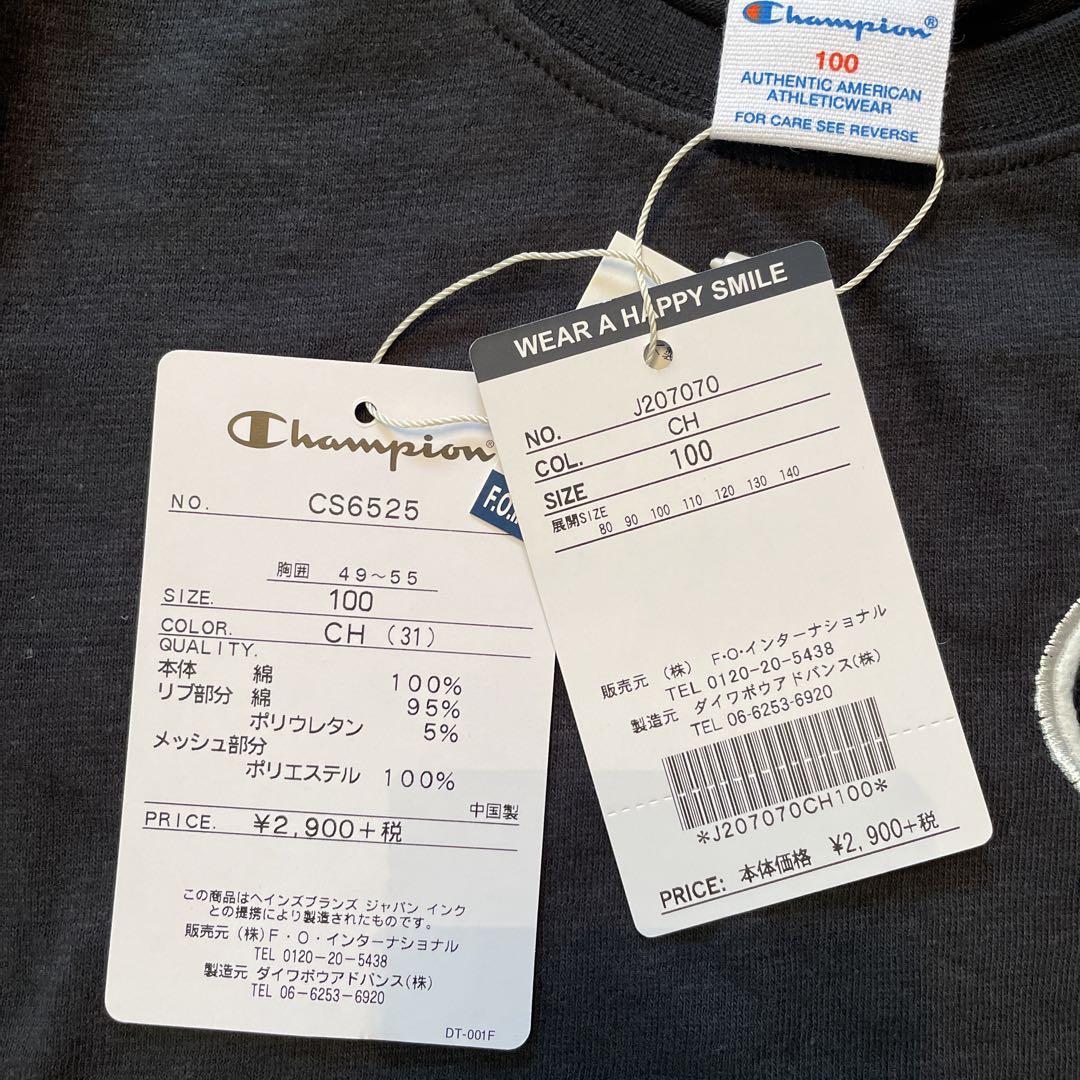 Champion®
100
AUTHENTIC AMERICAN
ATHLETICWEAR
FOR CARE SEE REVERSE
Champion®
NO. CS6525
胸囲 49~55
SIZE. 100
COLOR. CH (31)
QUALITY.
本体 綿 100%
リブ部分 綿 95%
ポリウレタン 5%
メッシュ部分
ポリエステル 100%
中国製
PRICE. ¥2,900+税
この商品はヘインズブランズ ジャパン インク
との提携により製造されたものです。
販売元 (株)F・O・インターナショナル
TEL 0120-20-5438
製造元 ダイワボウアドバンス(株)
TEL 06-6253-6920
DT-001F
WEAR A HAPPY SMILE
NO. J207070
COL. CH
SIZE 100
展開SIZE 80 90 100 110 120 130 140
販売元 (株) F・O・インターナショナル
TEL 0120-20-5438
製造元 ダイワボウアドバンス(株)
TEL 06-6253-6920
*J207070CH100*
PRICE: 本体価格 ¥2,900+税